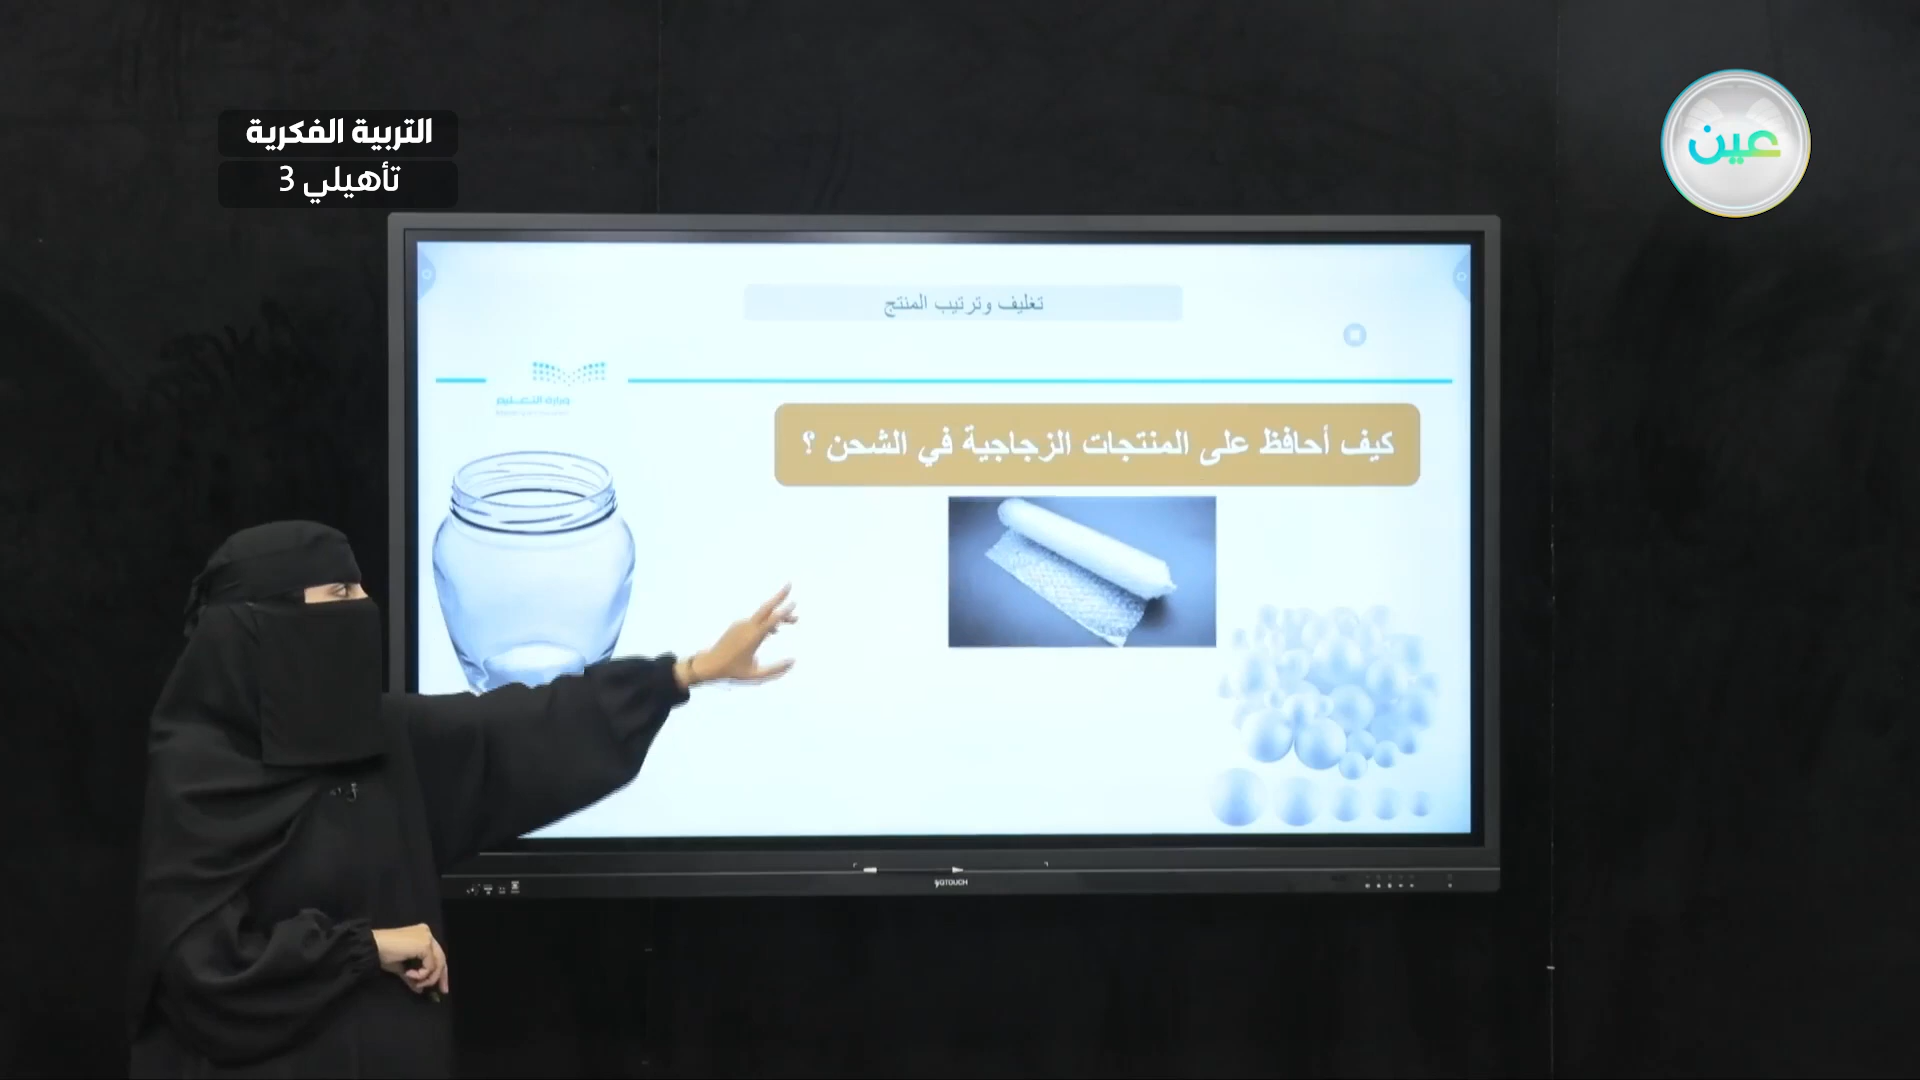 التربية الفكرية
تأهيلي 3
عين
تغليف وترتيب المنتج
وزارة التعليم
كيف أحافظ على المنتجات الزجاجية في الشحن ؟